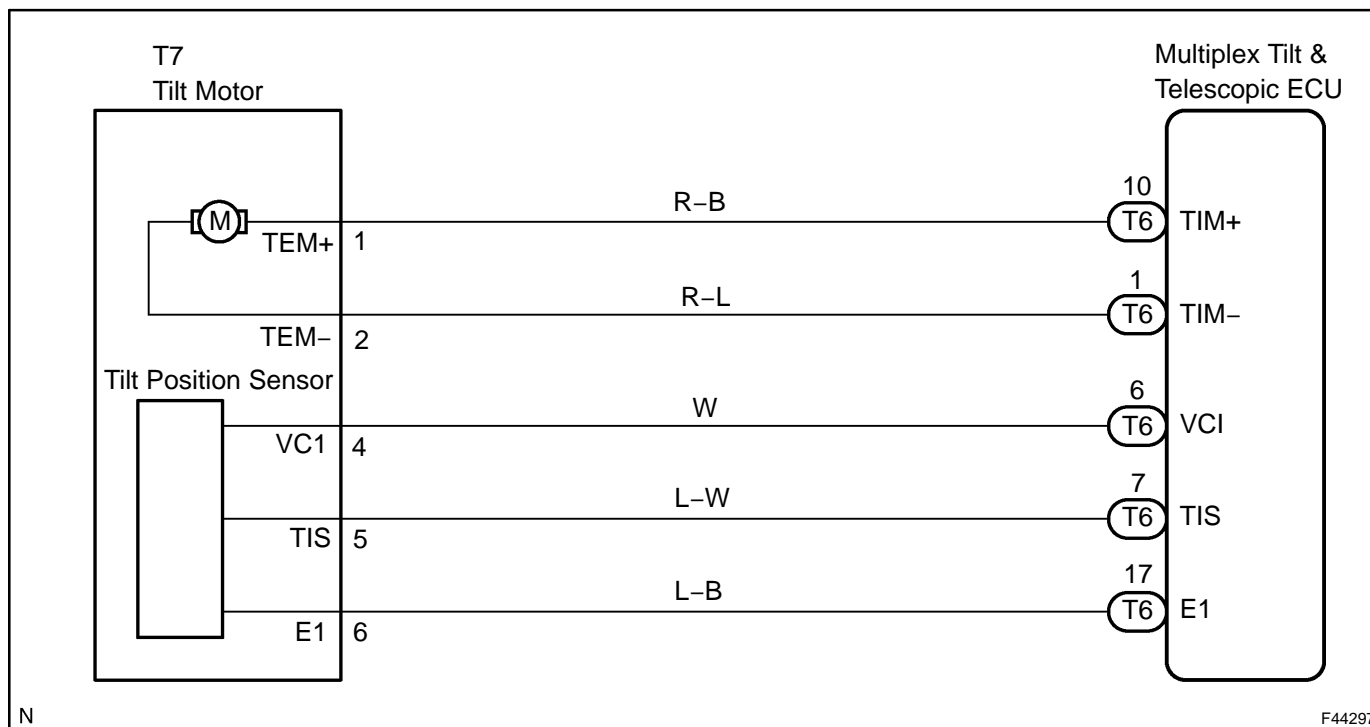 T7
Tilt Motor
Multiplex Tilt &
Telescopic ECU
M
TEM+
1
R−B
10
T6
TIM+
TEM−
2
R−L
1
T6
TIM−
Tilt Position Sensor
VC1
4
W
6
T6
VCI
TIS
5
L−W
7
T6
TIS
E1
6
L−B
17
T6
E1
N
F44297